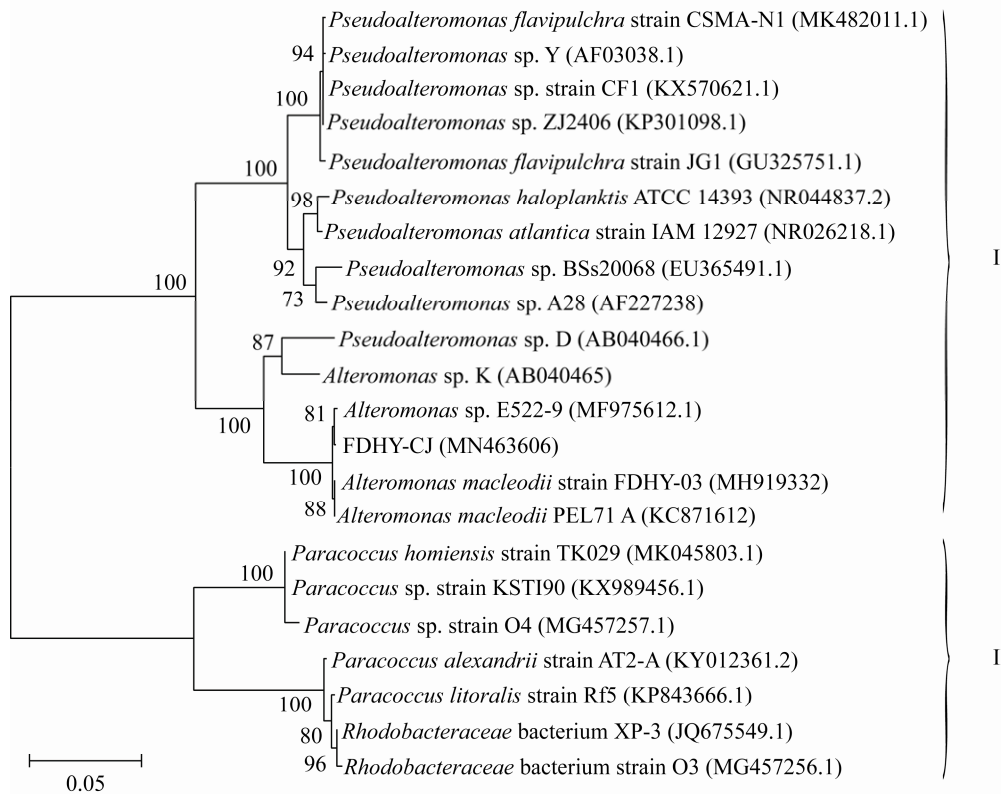 Pseudoalteromonas flavipulchra strain CSMA-N1 (MK482011.1)
94
Pseudoalteromonas sp. Y (AF03038.1)
Pseudoalteromonas sp. strain CF1 (KX570621.1)
100
Pseudoalteromonas sp. ZJ2406 (KP301098.1)
Pseudoalteromonas flavipulchra strain JG1 (GU325751.1)
100
Pseudoalteromonas haloplanktis ATCC 14393 (NR044837.2)
98
Pseudoalteromonas atlantica strain IAM 12927 (NR026218.1)
I
Pseudoalteromonas sp. BSs20068 (EU365491.1)
92
100
73
Pseudoalteromonas sp. A28 (AF227238)
Pseudoalteromonas sp. D (AB040466.1)
87
Alteromonas sp. K (AB040465)
Alteromonas sp. E522-9 (MF975612.1)
81
100
FDHY-CJ (MN463606)
100
Alteromonas macleodii strain FDHY-03 (MH919332)
88
Alteromonas macleodii PEL71 A (KC871612)
Paracoccus homiensis strain TK029 (MK045803.1)
100
Paracoccus sp. strain KSTI90 (KX989456.1)
Paracoccus sp. strain O4 (MG457257.1)
I
Paracoccus alexandrii strain AT2-A (KY012361.2)
Paracoccus litoralis strain Rf5 (KP843666.1)
100
Rhodobacteraceae bacterium XP-3 (JQ675549.1)
80
96
Rhodobacteraceae bacterium strain O3 (MG457256.1)
0.05